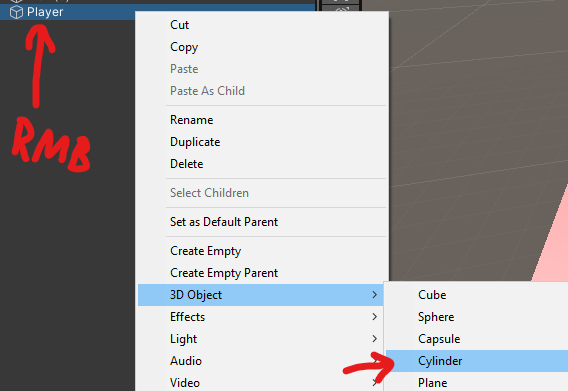 Player
RMB
Cut
Copy
Paste
Paste As Child
Rename
Duplicate
Delete
Select Children
Set as Default Parent
Create Empty
Create Empty Parent
3D Object
Effects
Light
Audio
Video
Cube
Sphere
Capsule
Cylinder
Plane